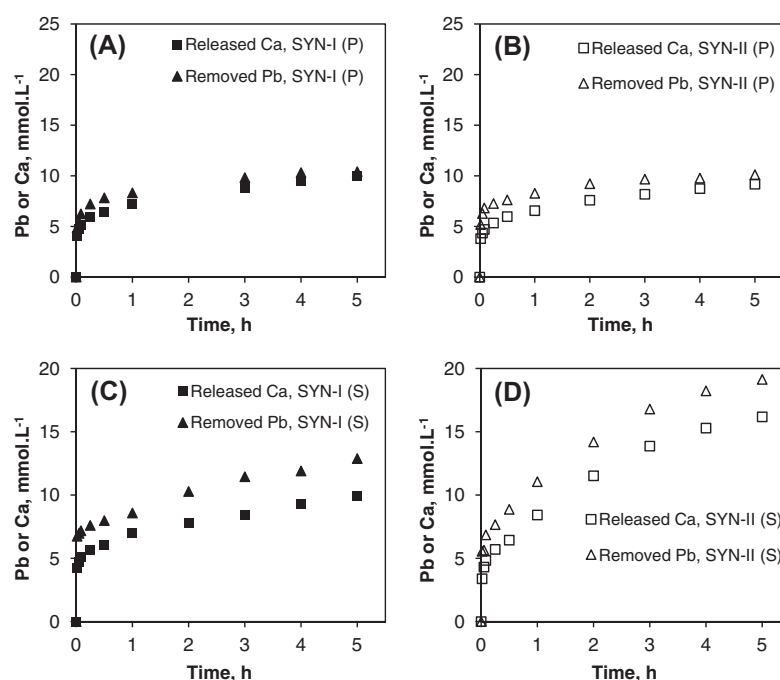 (A)
■ Released Ca, SYN-I (P)
▲ Removed Pb, SYN-I (P)
25
20
15
10
5
0
Pb or Ca, mmol.L-1
0 1 2 3 4 5
Time, h
(B)
□ Released Ca, SYN-II (P)
△ Removed Pb, SYN-II (P)
25
20
15
10
5
0
Pb or Ca, mmol.L-1
0 1 2 3 4 5
Time, h
(C)
■ Released Ca, SYN-I (S)
▲ Removed Pb, SYN-I (S)
20
15
10
5
0
Pb or Ca, mmol.L-1
0 1 2 3 4 5
Time, h
(D)
□ Released Ca, SYN-II (S)
△ Removed Pb, SYN-II (S)
20
15
10
5
0
Pb or Ca, mmol.L-1
0 1 2 3 4 5
Time, h